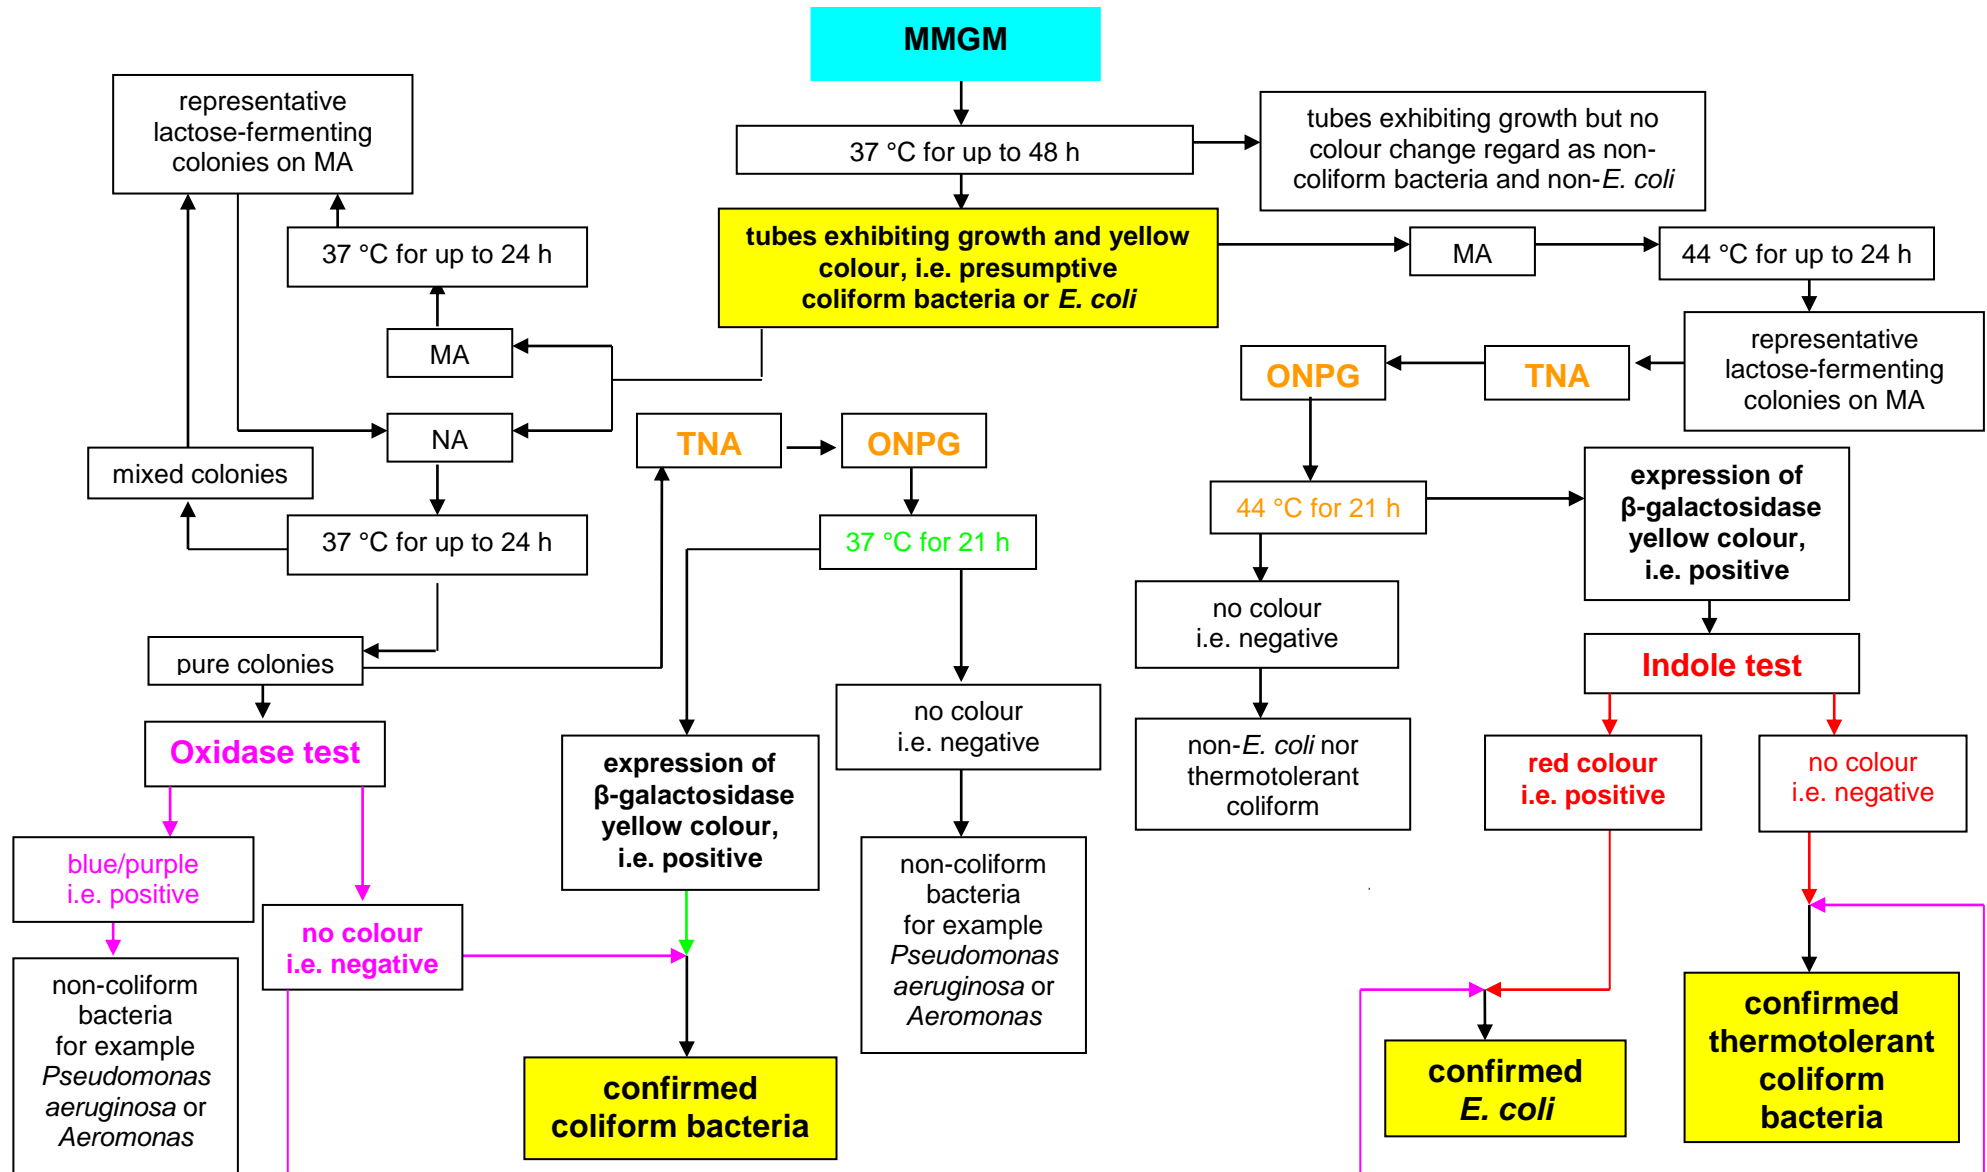 MMGM
representative
lactose-fermenting
colonies on MA
37 °C for up to 48 h
tubes exhibiting growth but no
colour change regard as non-
coliform bacteria and non-E. coli
37 °C for up to 24 h
tubes exhibiting growth and yellow
colour, i.e. presumptive
coliform bacteria or E. coli
MA
44 °C for up to 24 h
MA
representative
lactose-fermenting
colonies on MA
ONPG
TNA
NA
TNA
ONPG
mixed colonies
expression of
β-galactosidase
yellow colour,
i.e. positive
44 °C for 21 h
37 °C for up to 24 h
37 °C for 21 h
no colour
i.e. negative
pure colonies
Indole test
no colour
i.e. negative
Oxidase test
non-E. coli nor
thermotolerant
coliform
red colour
i.e. positive
no colour
i.e. negative
expression of
β-galactosidase
yellow colour,
i.e. positive
blue/purple
i.e. positive
non-coliform
bacteria
for example
Pseudomonas
aeruginosa or
Aeromonas
no colour
i.e. negative
non-coliform
bacteria
for example
Pseudomonas
aeruginosa or
Aeromonas
confirmed
coliform bacteria
confirmed
E. coli
confirmed
thermotolerant
coliform
bacteria